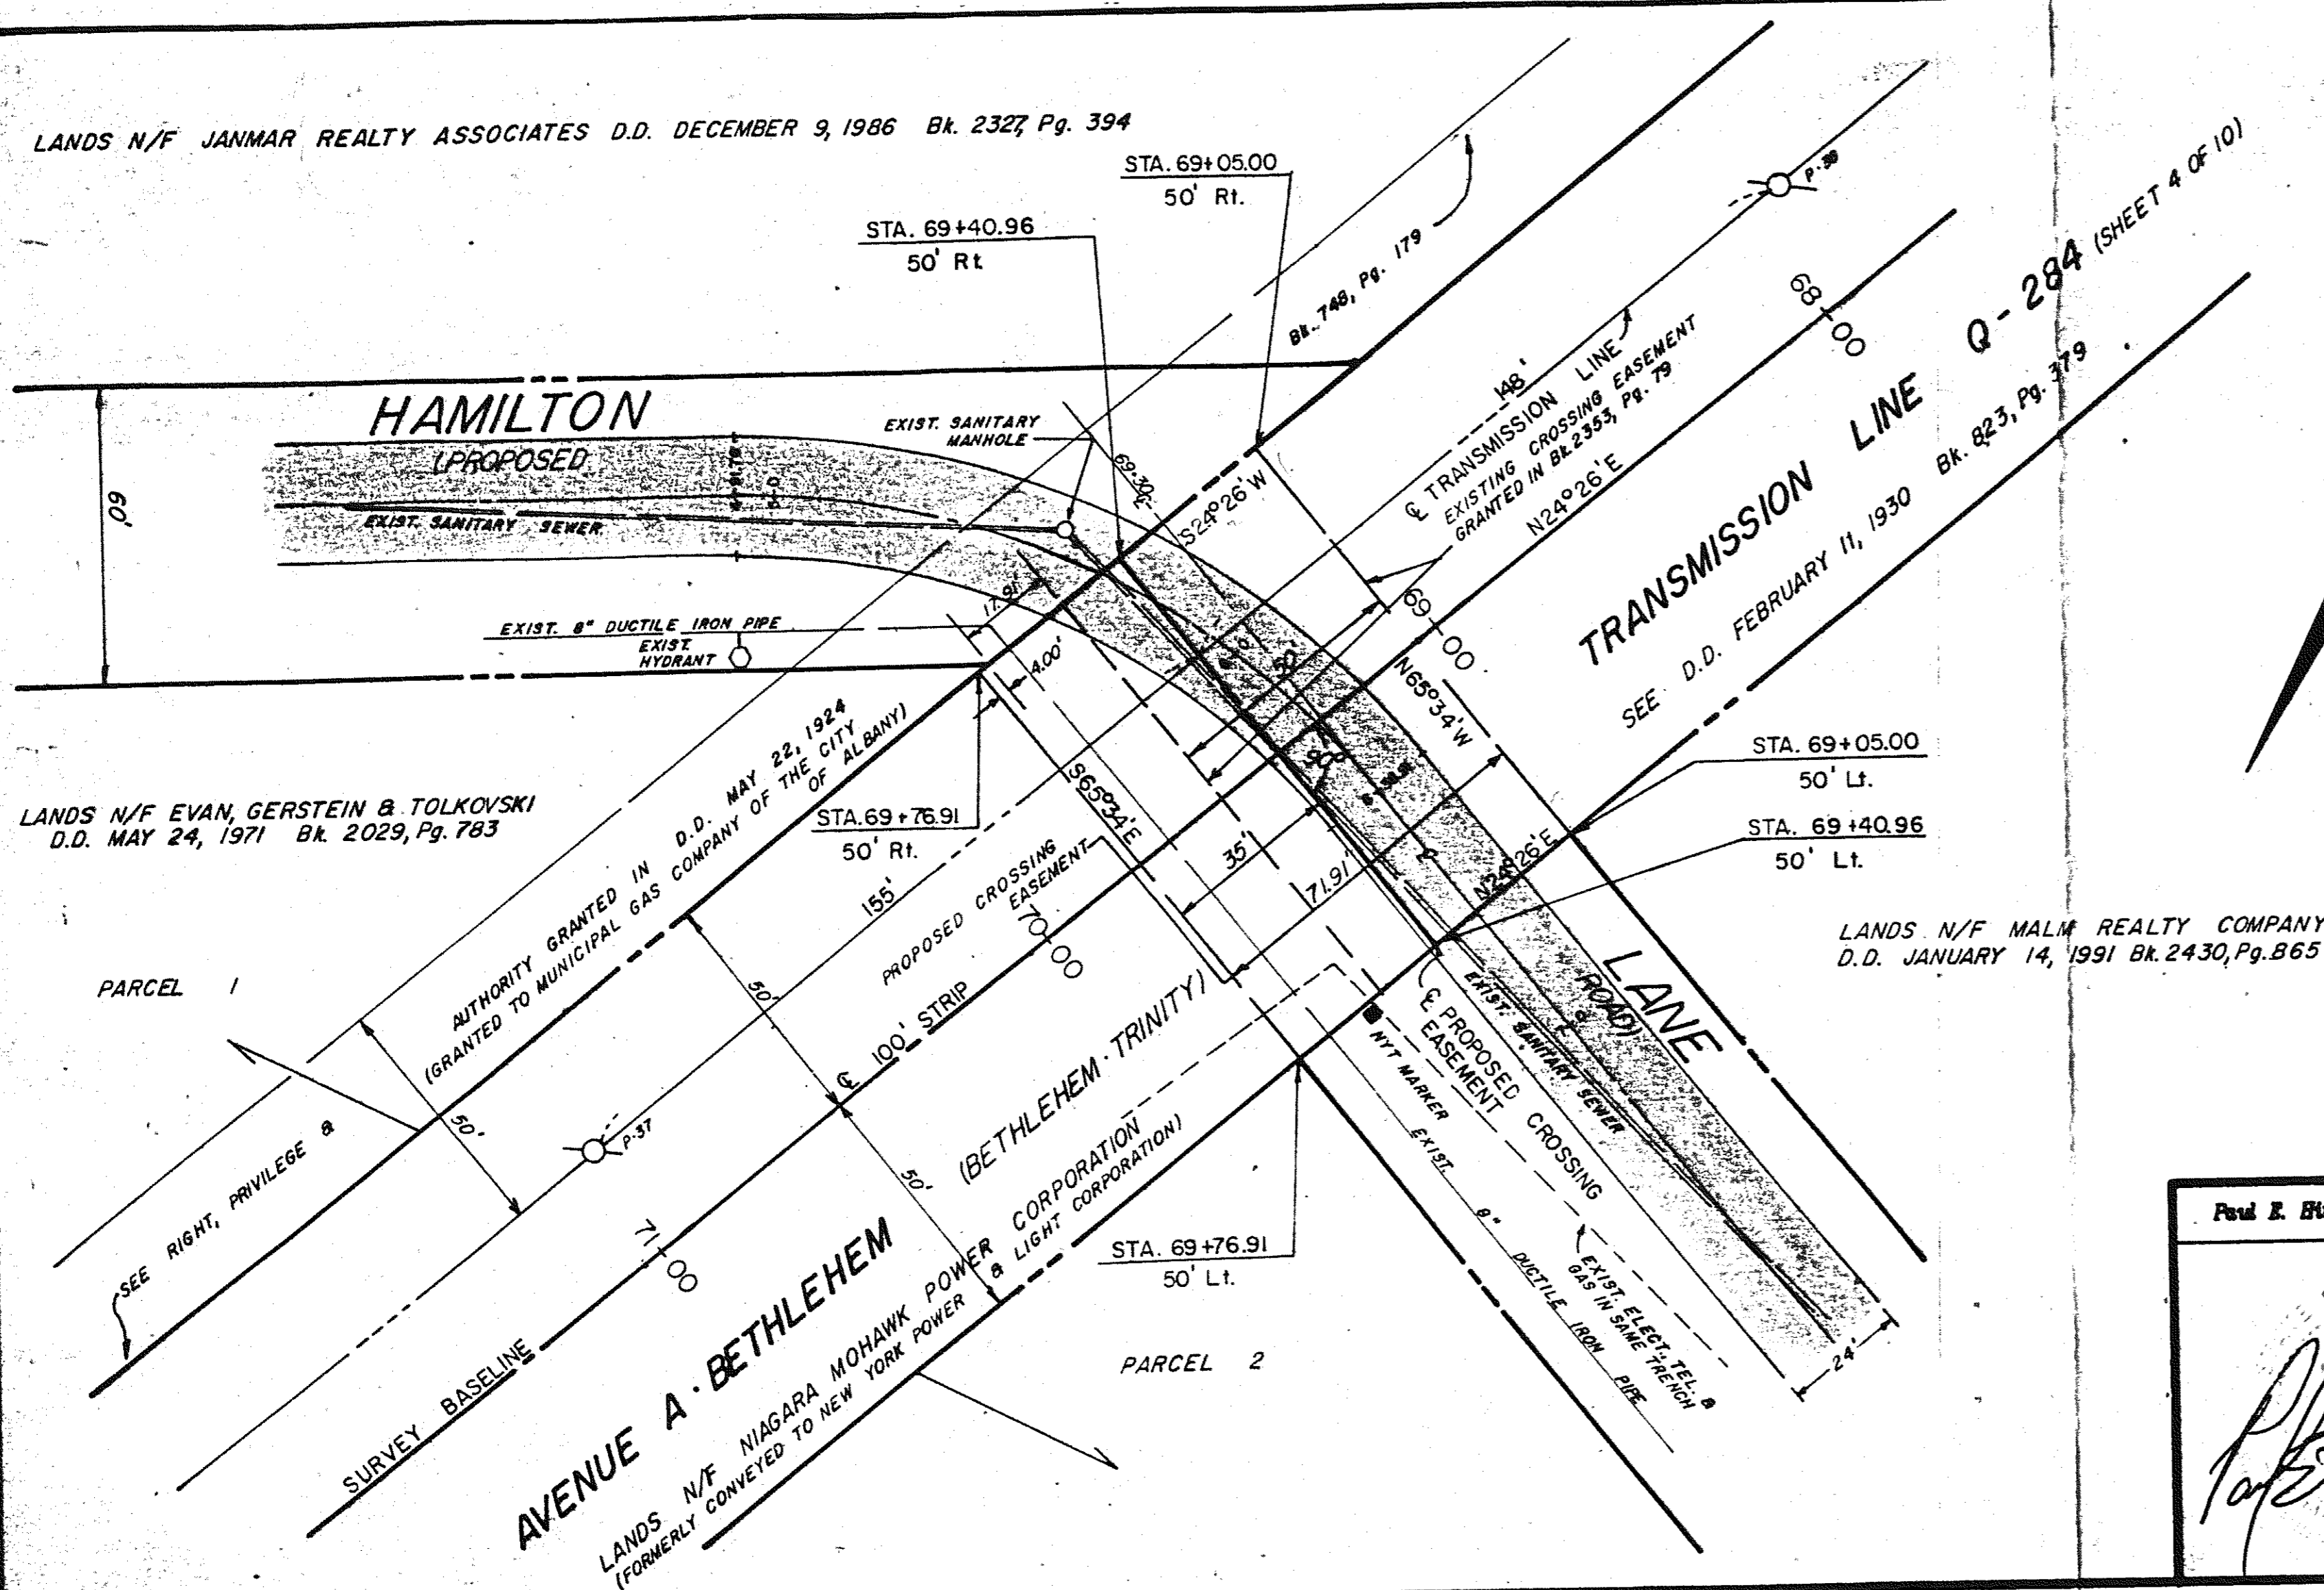 LANDS N/F JANMAR REALTY ASSOCIATES D.D. DECEMBER 9, 1986 Bk. 2327, Pg. 394
STA. 69+05.00
50' Rt.
STA. 69+40.96
50' Rt.
Bk. 748, Pg. 179
P-38
148'
℄ TRANSMISSION LINE
EXISTING CROSSING EASEMENT
GRANTED IN BK. 2353, Pg. 79
N24°26'E
68+00
TRANSMISSION LINE Q-284 (SHEET 4 OF 10)
SEE D.D. FEBRUARY 11, 1930 Bk. 823, Pg. 379
HAMILTON
(PROPOSED
60'
EXIST. SANITARY SEWER
EXIST. SANITARY
MANHOLE
S24°26'W
EXIST. 8" DUCTILE IRON PIPE
EXIST.
HYDRANT
17.91'
4.00'
50'
69+00
N65°34'W
90°
S65°34'E
35'
71.91'
N24°26'E
STA. 69+05.00
50' Lt.
STA. 69+40.96
50' Lt.
STA. 69+76.91
50' Rt.
LANDS N/F EVAN, GERSTEIN & TOLKOVSKI
D.D. MAY 24, 1971 Bk. 2029, Pg. 783
LANDS N/F MALM REALTY COMPANY
D.D. JANUARY 14, 1991 Bk. 2430, Pg. 865
PARCEL 1
SEE RIGHT, PRIVILEGE &
AUTHORITY GRANTED IN D.D. MAY 22, 1924
(GRANTED TO MUNICIPAL GAS COMPANY OF THE CITY
OF ALBANY)
155'
PROPOSED CROSSING
EASEMENT
70+00
50'
℄ 100' STRIP
50'
P-37
50'
71+00
SURVEY BASELINE
AVENUE A · BETHLEHEM
(BETHLEHEM · TRINITY)
LANDS N/F NIAGARA MOHAWK POWER CORPORATION
(FORMERLY CONVEYED TO NEW YORK POWER & LIGHT CORPORATION)
STA. 69+76.91
50' Lt.
PARCEL 2
NYT MARKER
℄ PROPOSED CROSSING
EASEMENT
EXIST. SANITARY SEWER
ROAD)
LANE
EXIST. 8" DUCTILE IRON PIPE
EXIST. ELECT., TEL. &
GAS IN SAME TRENCH
24'
Paul E.